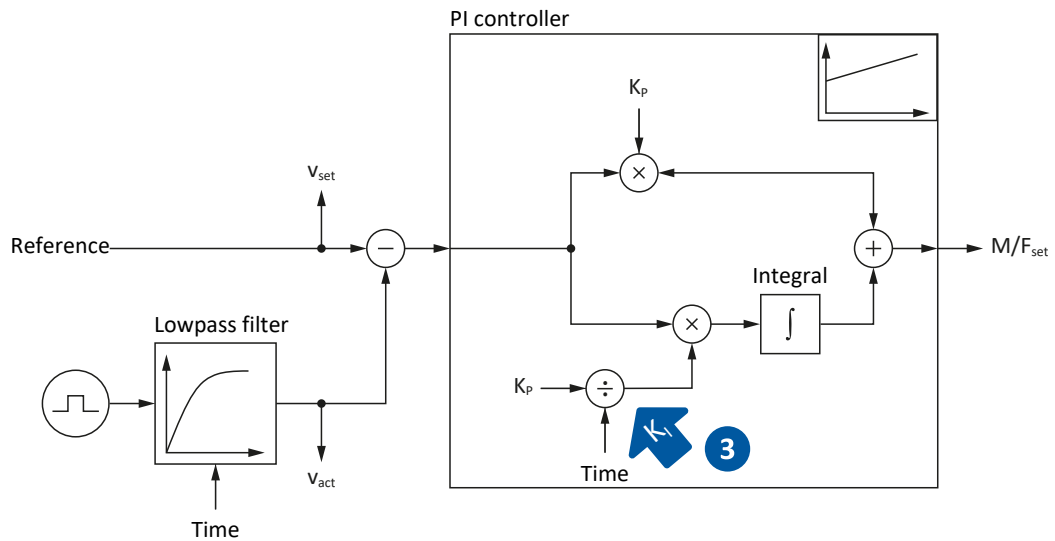 PI controller
K_P
v_set
Reference
−
×
+
M/F_set
Integral
∫
Lowpass filter
×
K_P
÷
K_I
3
v_act
Time
Time